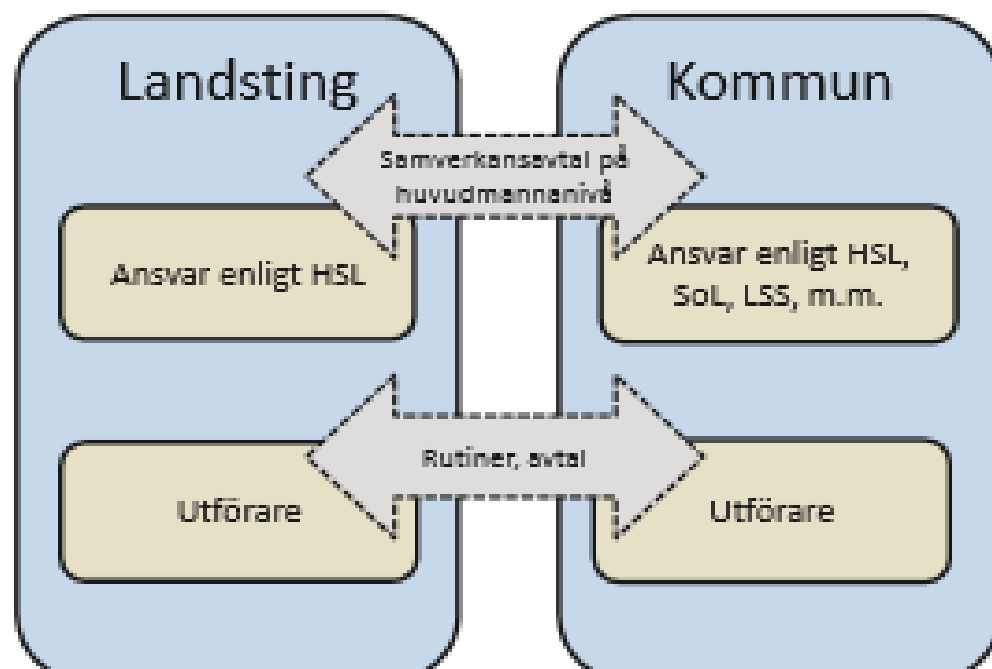 Landsting
Kommun
Samverkansavtal på
huvudmannanivå
Ansvar enligt HSL
Ansvar enligt HSL,
SoL, LSS, m.m.
Rutiner, avtal
Utförare
Utförare